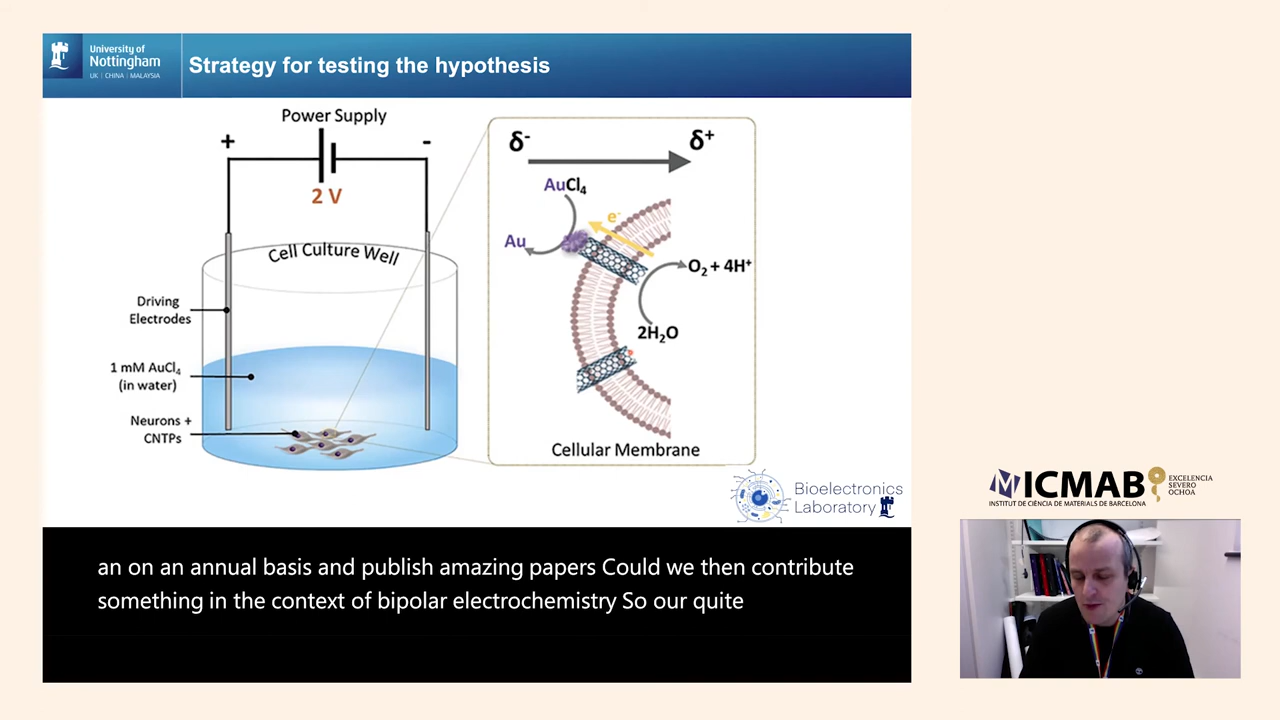 University of
Nottingham
UK | CHINA | MALAYSIA
Strategy for testing the hypothesis
Power Supply
+
-
2 V
Cell Culture Well
Driving
Electrodes
1 mM AuCl4
(in water)
Neurons +
CNTPs
δ-
δ+
AuCl4
e-
Au
O2 + 4H+
2H2O
Cellular Membrane
Bioelectronics
Laboratory
an on an annual basis and publish amazing papers Could we then contribute
something in the context of bipolar electrochemistry So our quite
ICMAB
INSTITUT DE CIÈNCIA DE MATERIALS DE BARCELONA
EXCELENCIA
SEVERO
OCHOA